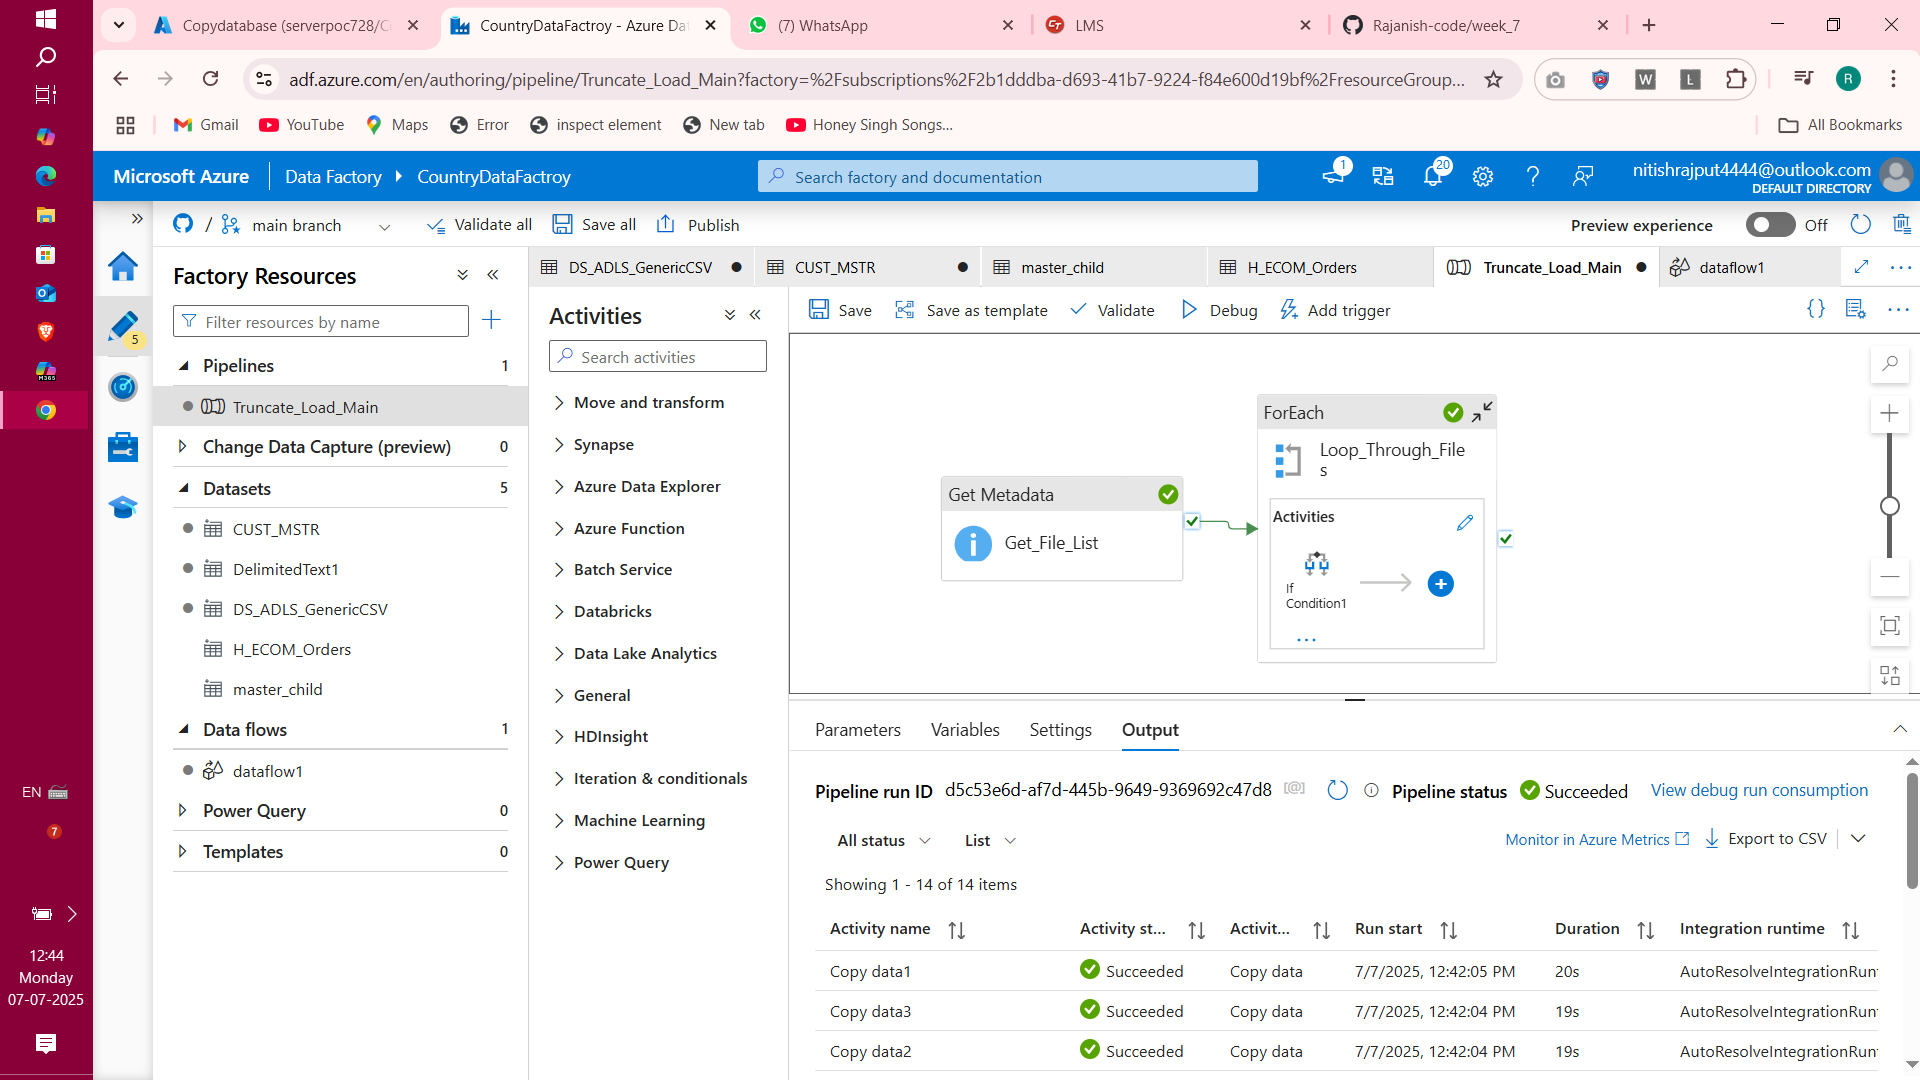 Copydatabase (serverpoc728/C
CountryDataFactroy - Azure Da
(7) WhatsApp
LMS
Rajanish-code/week_7
adf.azure.com/en/authoring/pipeline/Truncate_Load_Main?factory=%2Fsubscriptions%2F2b1dddba-d693-41b7-9224-f84e600d19bf%2FresourceGroup...
W
L
R
Gmail
YouTube
Maps
Error
inspect element
New tab
Honey Singh Songs...
All Bookmarks
Microsoft Azure
Data Factory
CountryDataFactroy
Search factory and documentation
1
20
nitishrajput4444@outlook.com
DEFAULT DIRECTORY
/
main branch
Validate all
Save all
Publish
Preview experience
Off
Factory Resources
Filter resources by name
5
Pipelines 1
Truncate_Load_Main
Change Data Capture (preview) 0
Datasets 5
CUST_MSTR
DelimitedText1
DS_ADLS_GenericCSV
H_ECOM_Orders
master_child
Data flows 1
dataflow1
Power Query 0
Templates 0
DS_ADLS_GenericCSV
CUST_MSTR
master_child
H_ECOM_Orders
Truncate_Load_Main
dataflow1
Activities
Search activities
Move and transform
Synapse
Azure Data Explorer
Azure Function
Batch Service
Databricks
Data Lake Analytics
General
HDInsight
Iteration & conditionals
Machine Learning
Power Query
Save
Save as template
Validate
Debug
Add trigger
{}
Get Metadata
Get_File_List
ForEach
Loop_Through_File
s
Activities
If
Condition1
Parameters
Variables
Settings
Output
Pipeline run ID d5c53e6d-af7d-445b-9649-9369692c47d8
Pipeline status Succeeded
View debug run consumption
All status
List
Monitor in Azure Metrics
Export to CSV
Showing 1 - 14 of 14 items
Activity name Activity st... Activit... Run start Duration Integration runtime
Copy data1 Succeeded Copy data 7/7/2025, 12:42:05 PM 20s AutoResolveIntegrationRun
Copy data3 Succeeded Copy data 7/7/2025, 12:42:04 PM 19s AutoResolveIntegrationRun
Copy data2 Succeeded Copy data 7/7/2025, 12:42:04 PM 19s AutoResolveIntegrationRun
M365
EN
7
12:44
Monday
07-07-2025